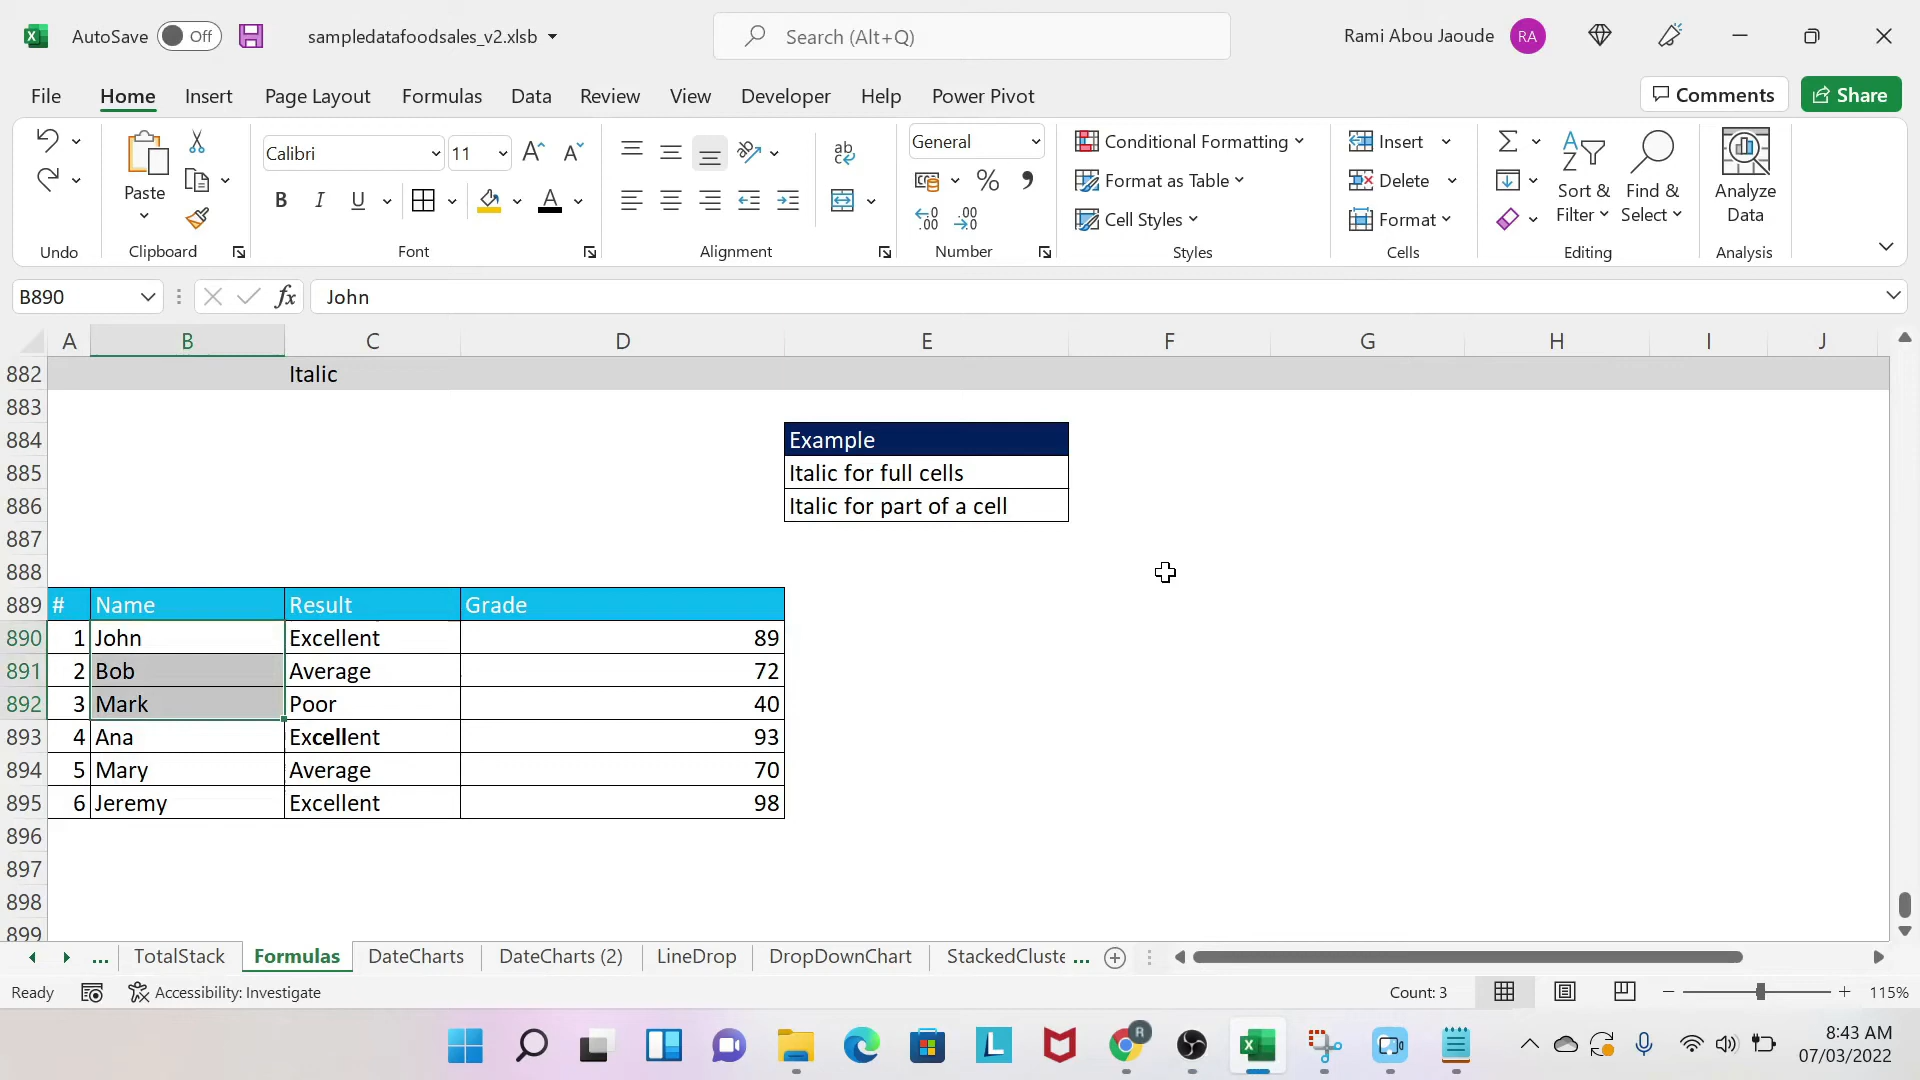 AutoSave Off sampledatafoodsales_v2.xlsb Search (Alt+Q) Rami Abou Jaoude RA
File Home Insert Page Layout Formulas Data Review View Developer Help Power Pivot Comments Share
Paste Calibri 11 General Conditional Formatting Insert Sort & Filter Find & Select Analyze Data
B I U A ab c % Format as Table Delete
.00 .0 Cell Styles Format
Undo Clipboard Font Alignment Number Styles Cells Editing Analysis
B890 fx John
A B C D E F G H I J
882 Italic
883
884 Example
885 Italic for full cells
886 Italic for part of a cell
887
888
889 # Name Result Grade
890 1 John Excellent 89
891 2 Bob Average 72
892 3 Mark Poor 40
893 4 Ana Excellent 93
894 5 Mary Average 70
895 6 Jeremy Excellent 98
896
897
898
899
... TotalStack Formulas DateCharts DateCharts (2) LineDrop DropDownChart StackedCluste ...
Ready Accessibility: Investigate Count: 3 115%
L R 8:43 AM
07/03/2022